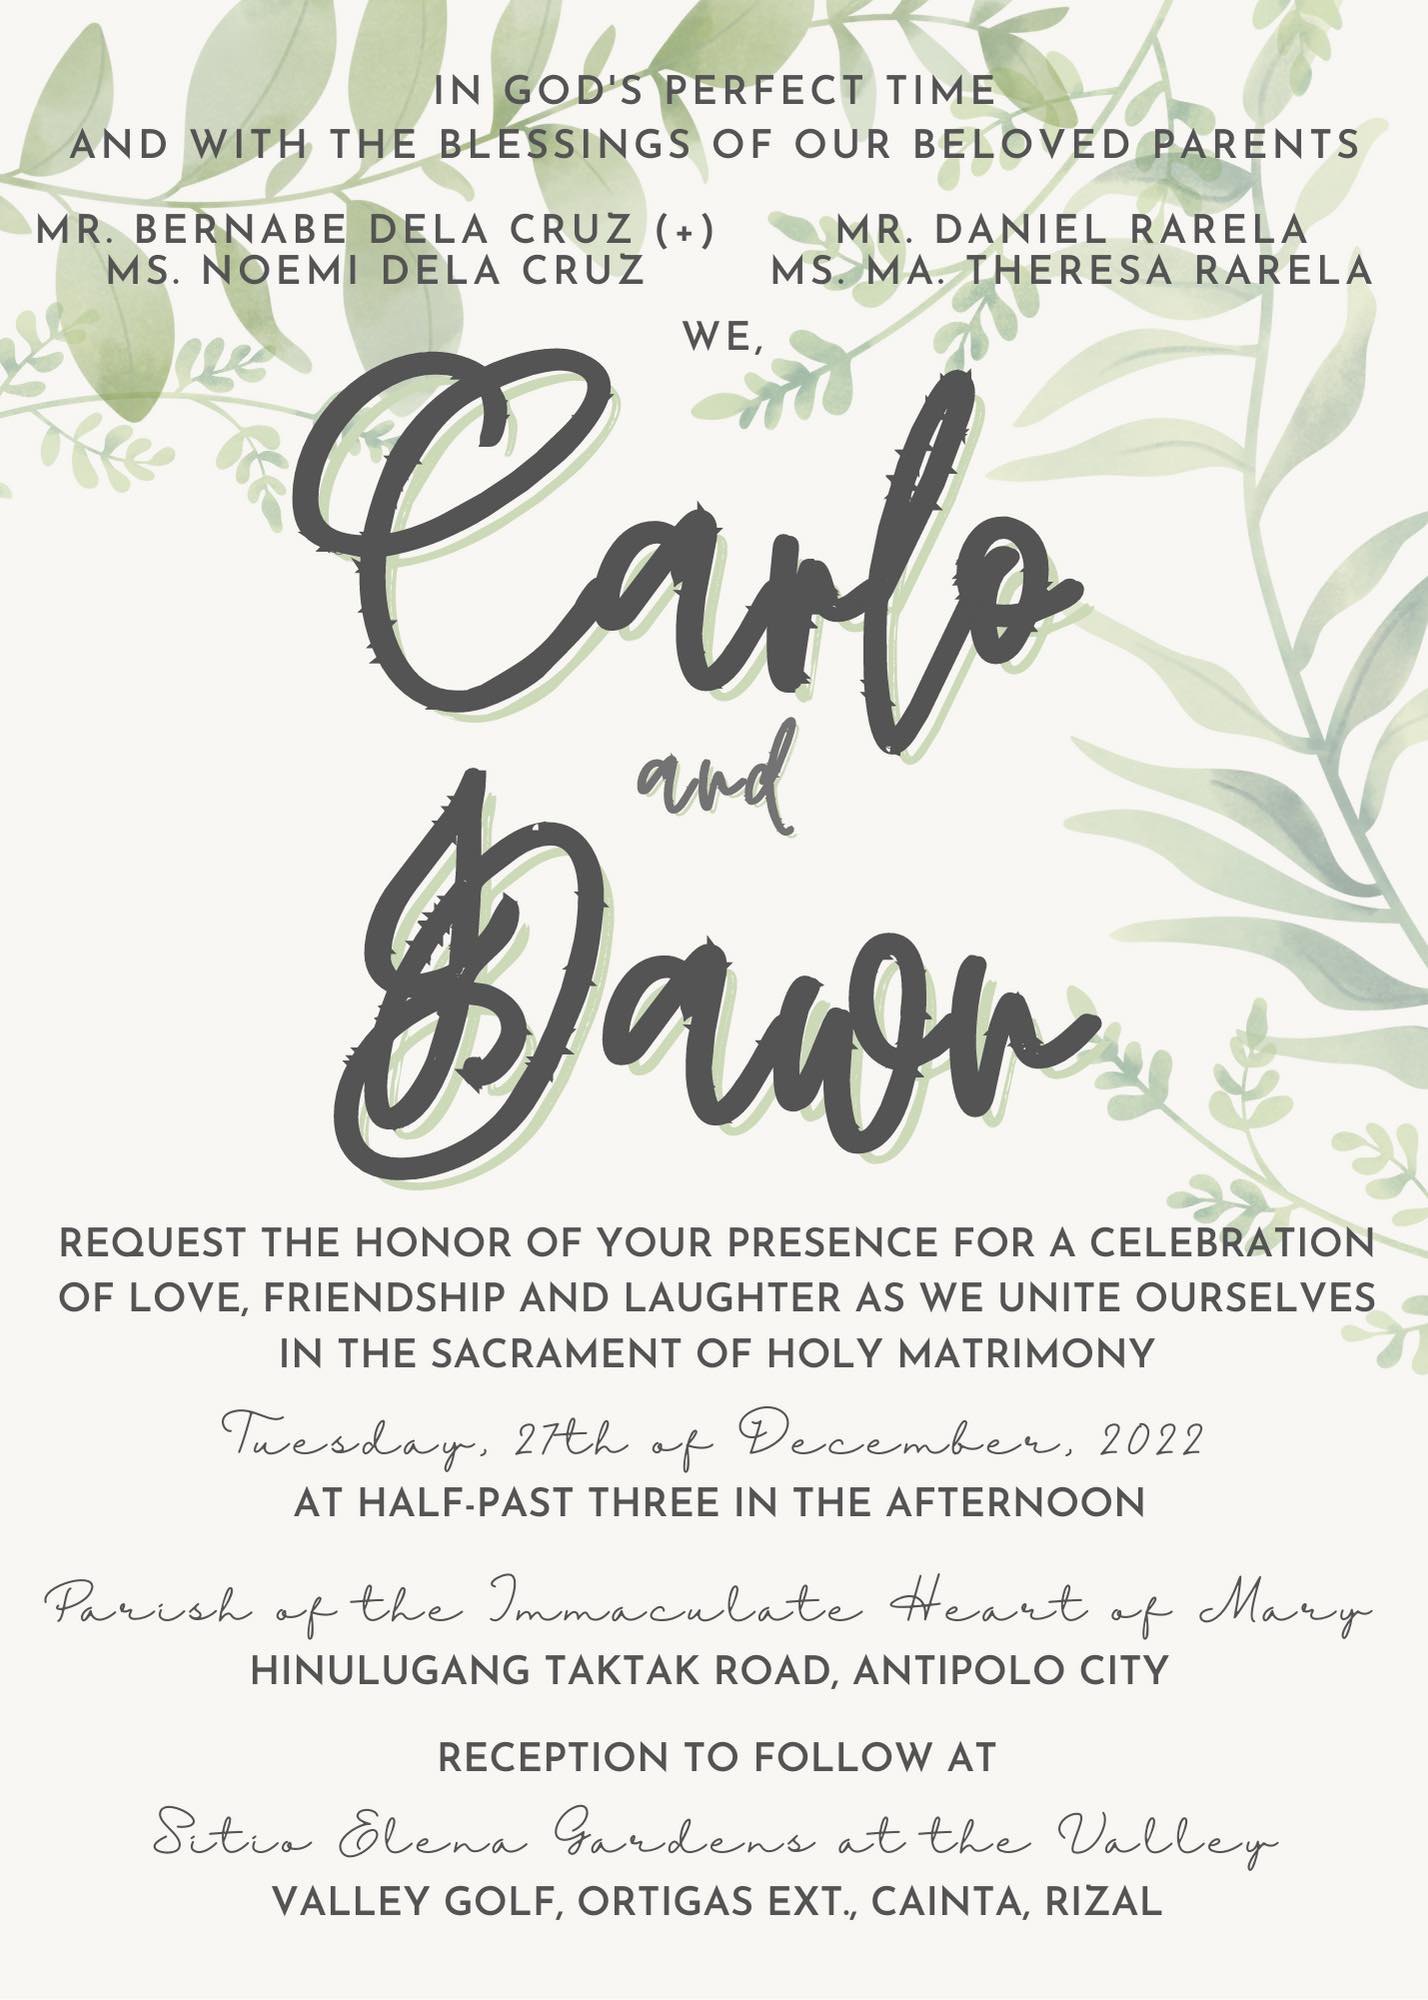 IN GOD'S PERFECT TIME
AND WITH THE BLESSINGS OF OUR BELOVED PARENTS
MR. BERNABE DELA CRUZ (+)
MS. NOEMI DELA CRUZ
MR. DANIEL RARELA
MS. MA. THERESA RARELA
WE,
Carlo
and
Dawn
REQUEST THE HONOR OF YOUR PRESENCE FOR A CELEBRATION
OF LOVE, FRIENDSHIP AND LAUGHTER AS WE UNITE OURSELVES
IN THE SACRAMENT OF HOLY MATRIMONY
Tuesday, 27th of December, 2022
AT HALF-PAST THREE IN THE AFTERNOON
Parish of the Immaculate Heart of Mary
HINULUGANG TAKTAK ROAD, ANTIPOLO CITY
RECEPTION TO FOLLOW AT
Sitio Elena Gardens at the Valley
VALLEY GOLF, ORTIGAS EXT., CAINTA, RIZAL